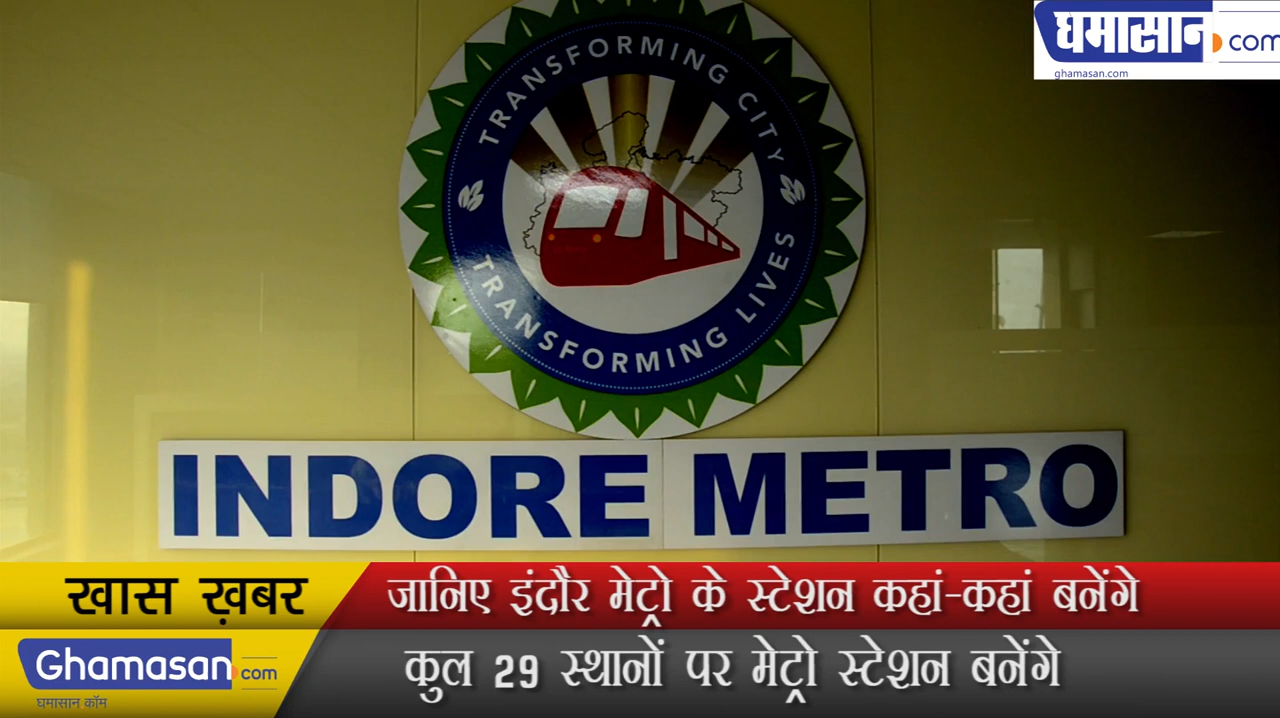 घमासान.com
ghamasan.com
TRANSFORMING CITY
TRANSFORMING LIVES
INDORE METRO
खास ख़बर
जानिए इंदौर मेट्रो के स्टेशन कहां-कहां बनेंगे
Ghamasan.com
घमासान कॉम
कुल 29 स्थानों पर मेट्रो स्टेशन बनेंगे